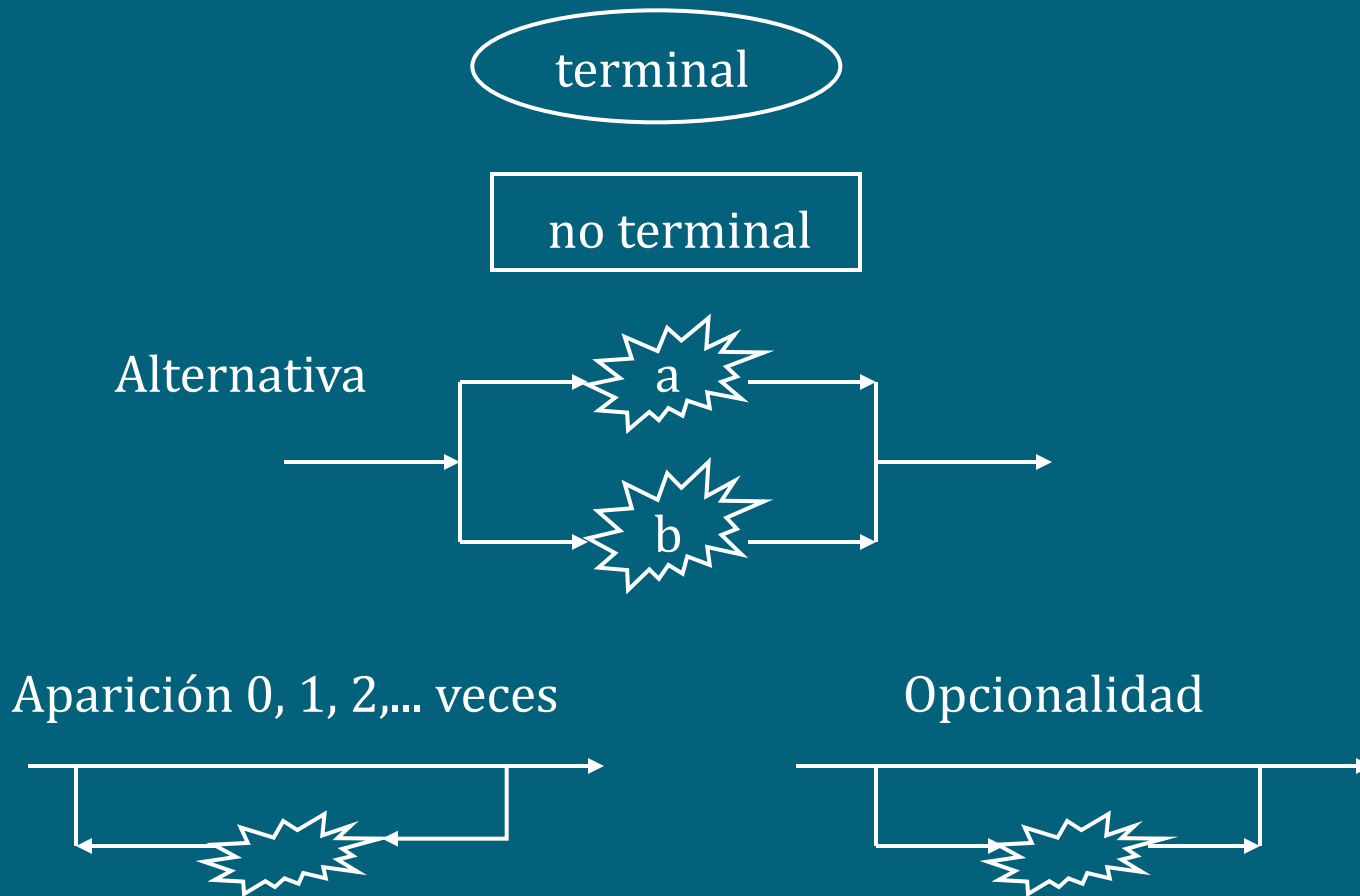 terminal
no terminal
Alternativa
a
b
Aparición 0, 1, 2,... veces
Opcionalidad